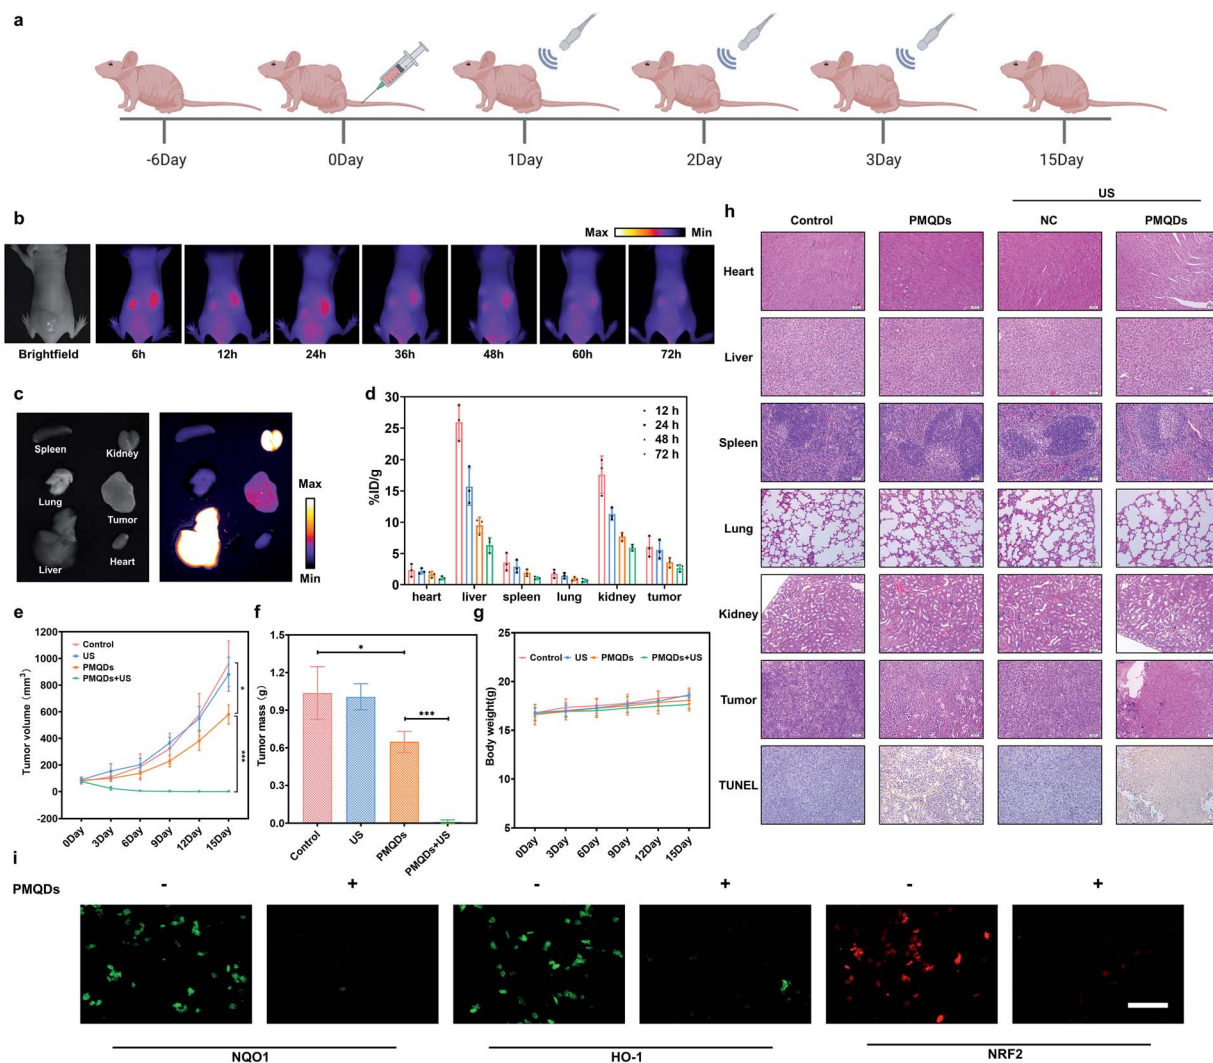 a
-6Day 0Day 1Day 2Day 3Day 15Day
b
Max Min
Brightfield 6h 12h 24h 36h 48h 60h 72h
c
Spleen Kidney
Lung Tumor
Liver Heart
Max
Min
d
%ID/g
30
25
20
15
10
5
0
12 h
24 h
48 h
72 h
heart liver spleen lung kidney tumor
e
Tumor volume (mm³)
1200
1000
800
600
400
200
0
-200
Control
US
PMQDs
PMQDs+US
*
***
0Day 3Day 6Day 9Day 12Day 15Day
f
Tumor mass (g)
1.5
1.2
0.9
0.6
0.3
0.0
*
***
Control US PMQDs PMQDs+US
g
Body weight(g)
25
20
15
10
5
Control US PMQDs PMQDs+US
0Day 3Day 6Day 9Day 12Day 15Day
h
US
Control PMQDs NC PMQDs
Heart
Liver
Spleen
Lung
Kidney
Tumor
TUNEL
i
PMQDs - + - + - +
NQO1 HO-1 NRF2